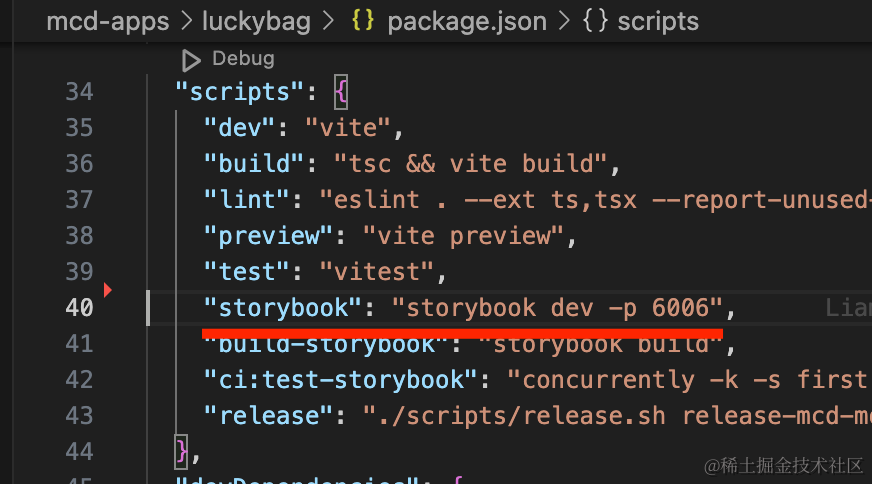 mcd-apps > luckybag > {} package.json > {} scripts
Debug
34 "scripts": {
35 "dev": "vite",
36 "build": "tsc && vite build",
37 "lint": "eslint . --ext ts,tsx --report-unused-
38 "preview": "vite preview",
39 "test": "vitest",
40 "storybook": "storybook dev -p 6006", Lian
41 "build-storybook": "storybook build",
42 "ci:test-storybook": "concurrently -k -s first
43 "release": "./scripts/release.sh release-mcd-
44 },
45 "devDependencies": {
@稀土掘金技术社区